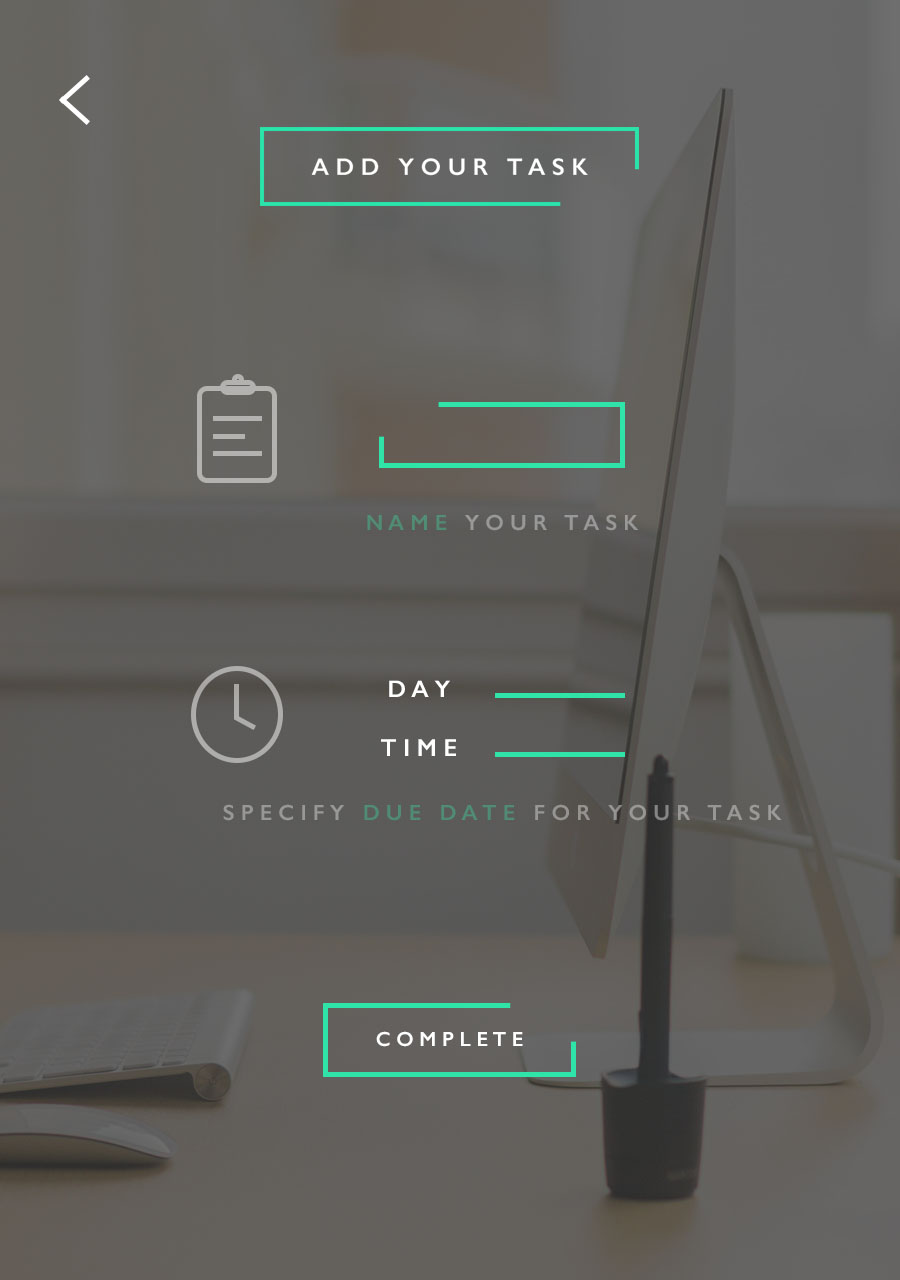 ADD YOUR TASK
NAME YOUR TASK
DAY
TIME
SPECIFY DUE DATE FOR YOUR TASK
COMPLETE